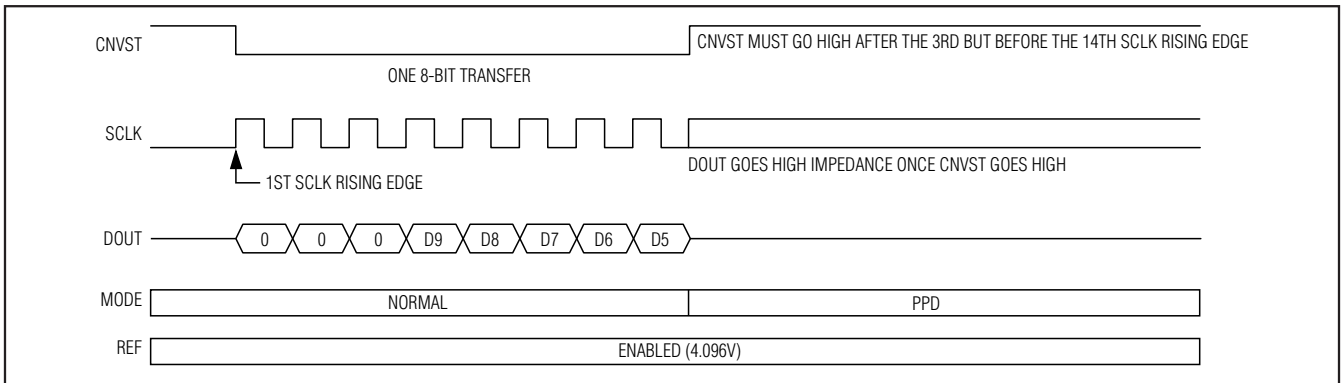 CNVST
CNVST MUST GO HIGH AFTER THE 3RD BUT BEFORE THE 14TH SCLK RISING EDGE
ONE 8-BIT TRANSFER
SCLK
DOUT GOES HIGH IMPEDANCE ONCE CNVST GOES HIGH
1ST SCLK RISING EDGE
DOUT 0 0 0 D9 D8 D7 D6 D5
MODE NORMAL PPD
REF ENABLED (4.096V)